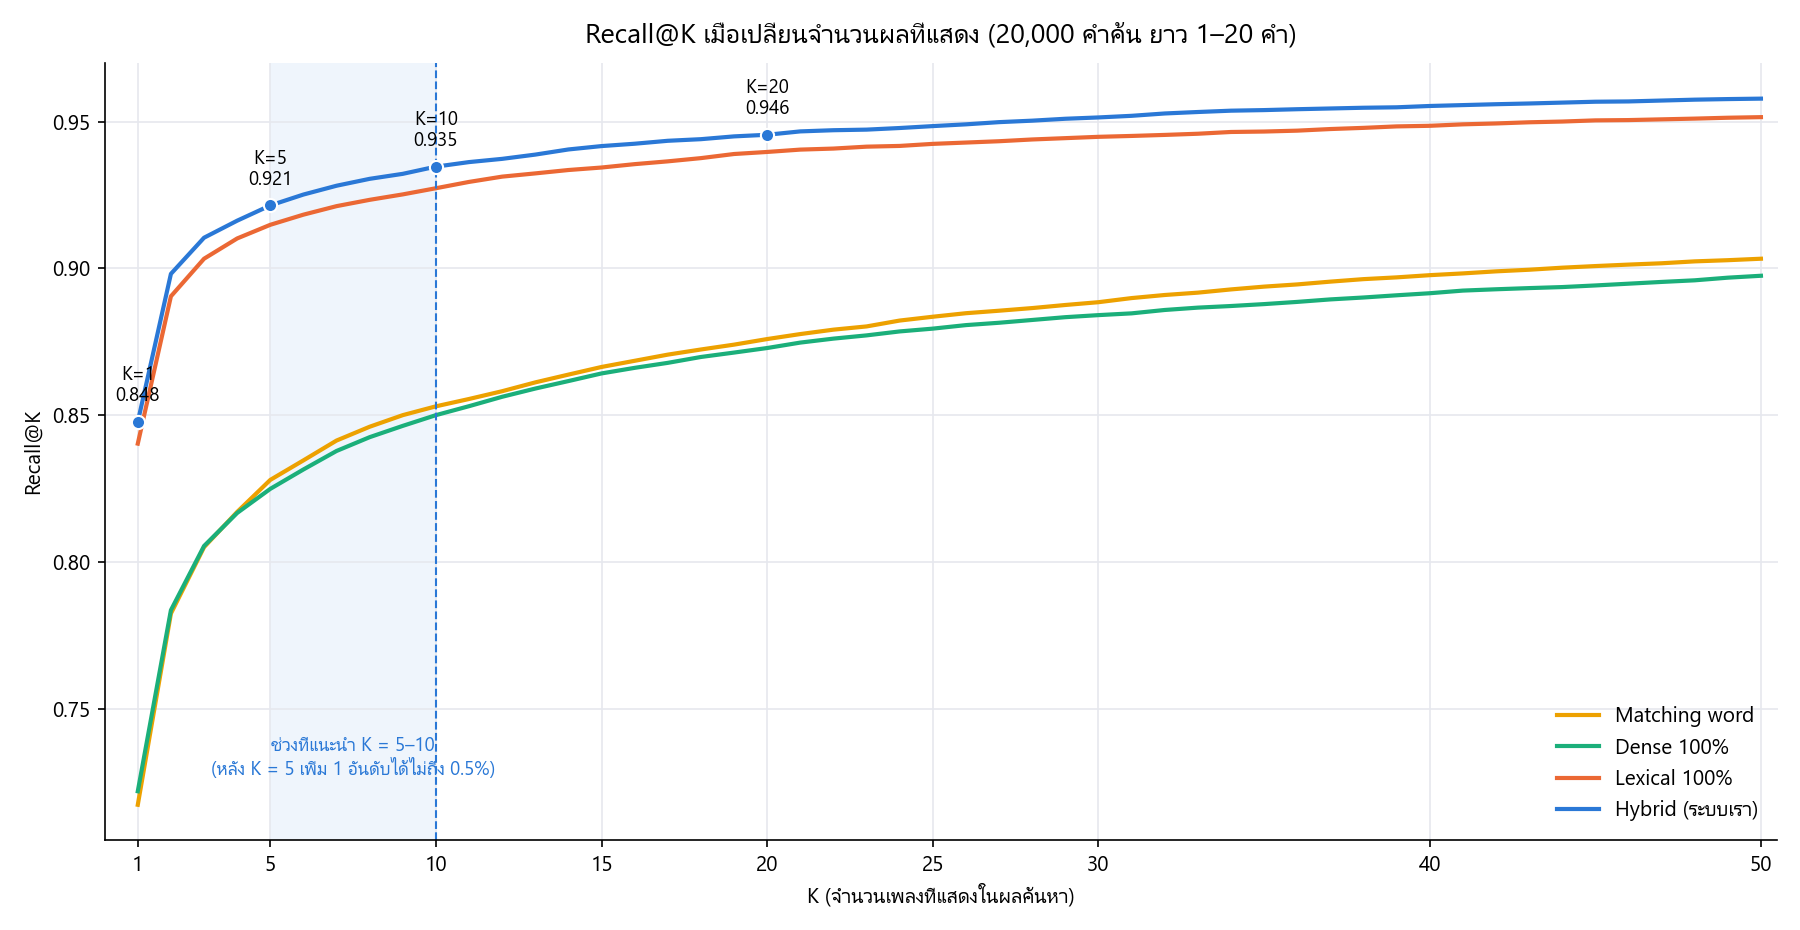 Recall@K เมื่อเปลี่ยนจำนวนผลที่แสดง (20,000 คำค้น ยาว 1–20 คำ)
K=20
0.946
K=10
0.935
K=5
0.921
K=1
0.848
0.95
0.90
0.85
0.80
0.75
Recall@K
ช่วงที่แนะนำ K = 5–10
(หลัง K = 5 เพิ่ม 1 อันดับได้ไม่ถึง 0.5%)
Matching word
Dense 100%
Lexical 100%
Hybrid (ระบบเรา)
1 5 10 15 20 25 30 40 50
K (จำนวนเพลงที่แสดงในผลค้นหา)